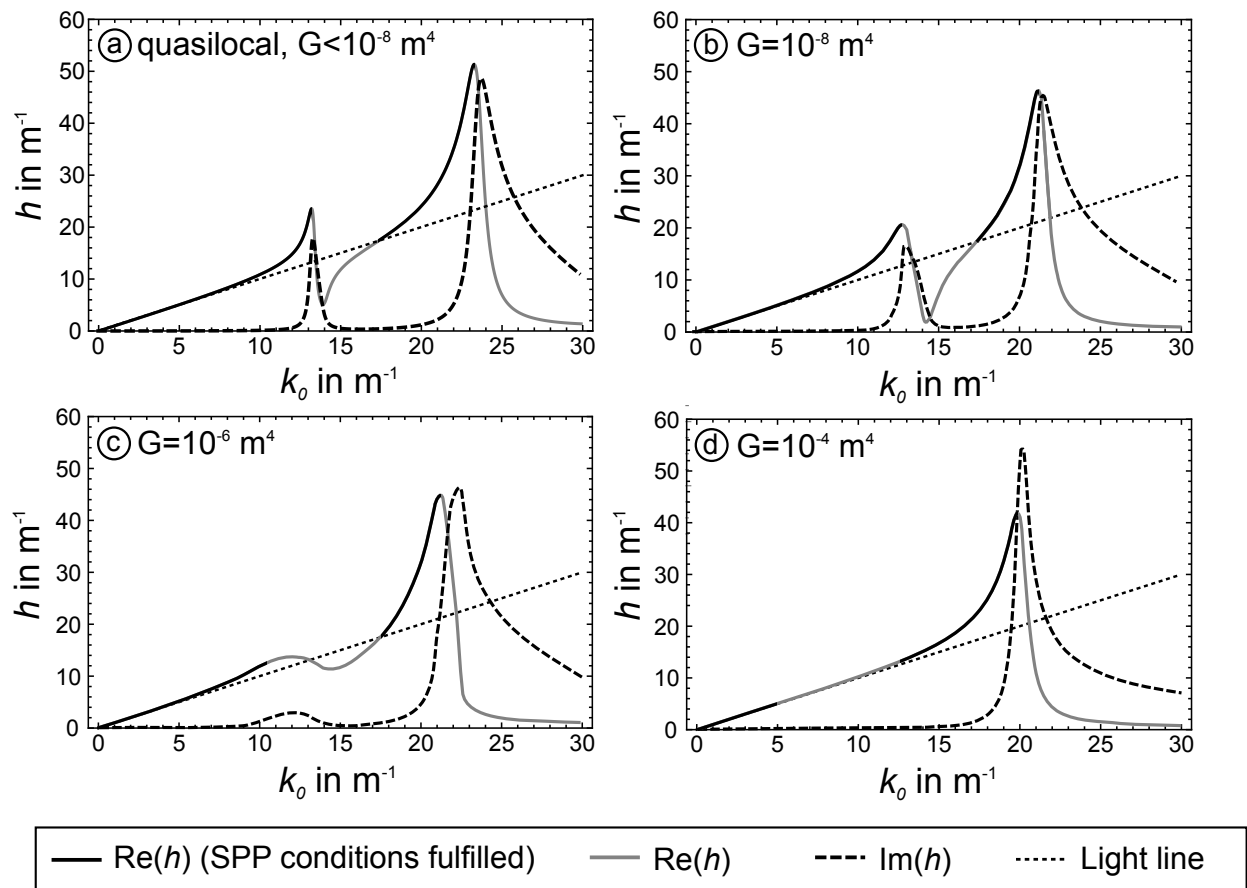 ⓐ quasilocal, G<10⁻⁸ m⁴
60
50
40
30
20
10
0
h in m⁻¹
0 5 10 15 20 25 30
k₀ in m⁻¹
ⓑ G=10⁻⁸ m⁴
60
50
40
30
20
10
0
h in m⁻¹
0 5 10 15 20 25 30
k₀ in m⁻¹
ⓒ G=10⁻⁶ m⁴
60
50
40
30
20
10
0
h in m⁻¹
0 5 10 15 20 25 30
k₀ in m⁻¹
ⓓ G=10⁻⁴ m⁴
60
50
40
30
20
10
0
h in m⁻¹
0 5 10 15 20 25 30
k₀ in m⁻¹
Re(h) (SPP conditions fulfilled) Re(h) Im(h) Light line